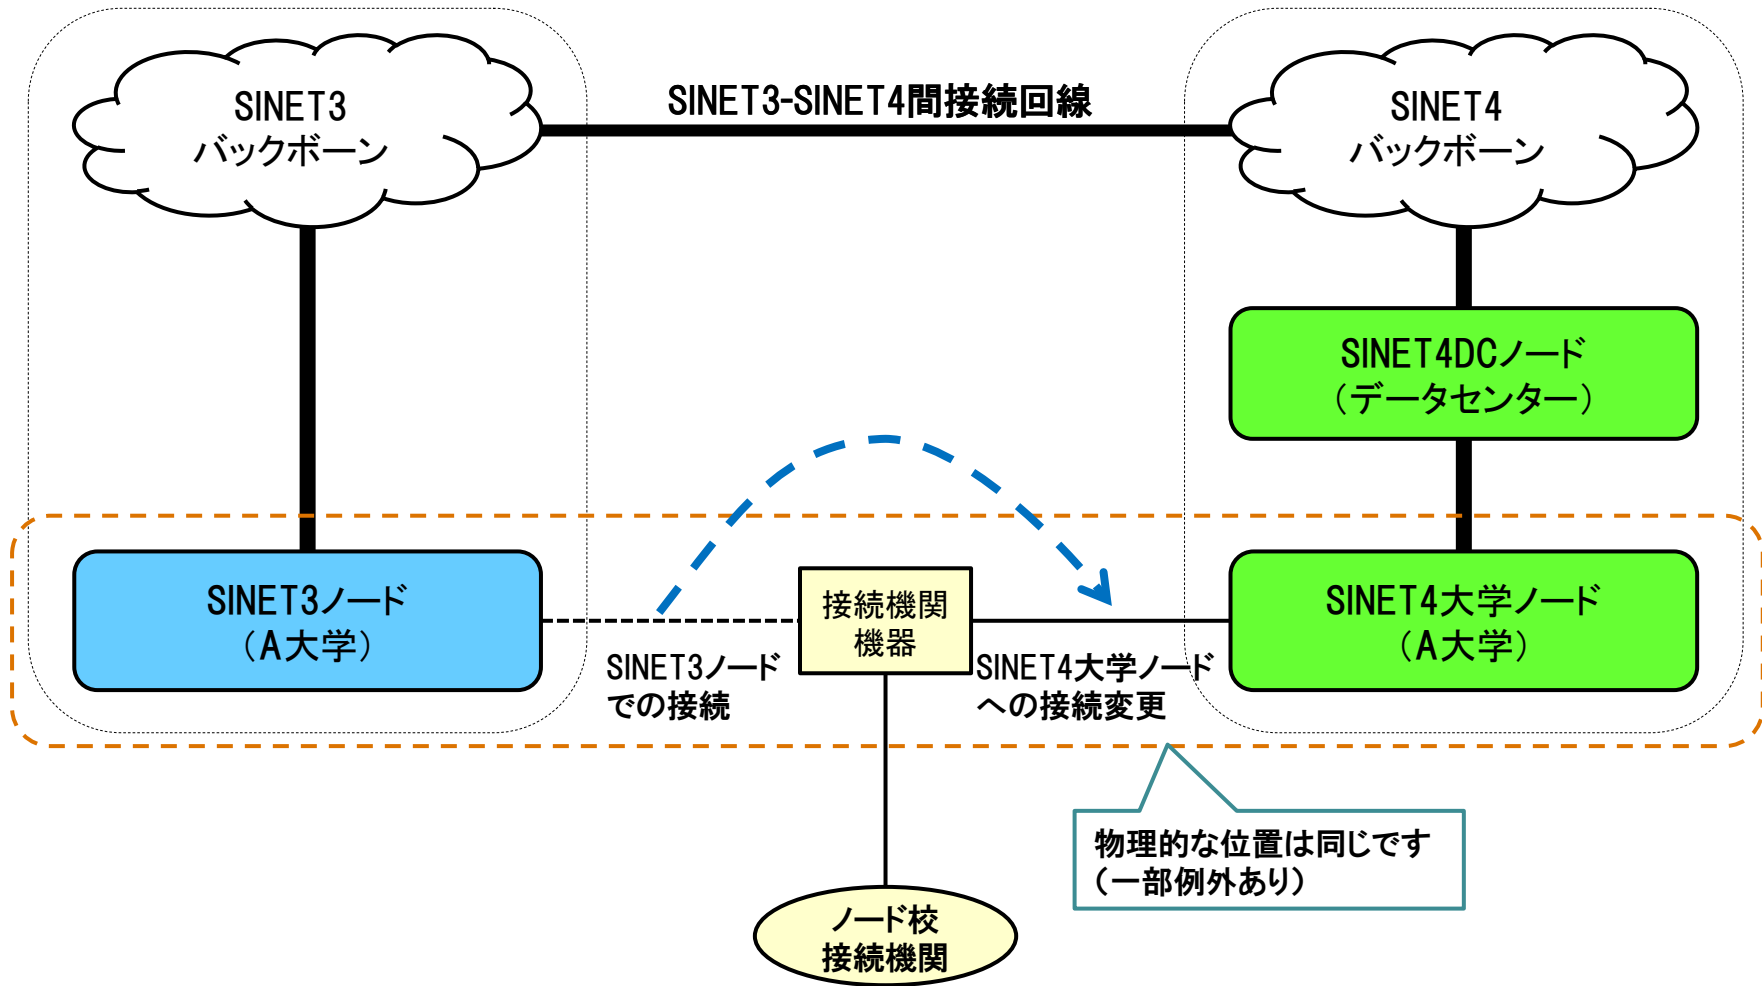 SINET3
バックボーン
SINET3-SINET4間接続回線
SINET4
バックボーン
SINET4DCノード
（データセンター）
SINET3ノード
（A大学）
接続機関
機器
SINET4大学ノード
（A大学）
SINET3ノード
での接続
SINET4大学ノード
への接続変更
物理的な位置は同じです
（一部例外あり）
ノード校
接続機関